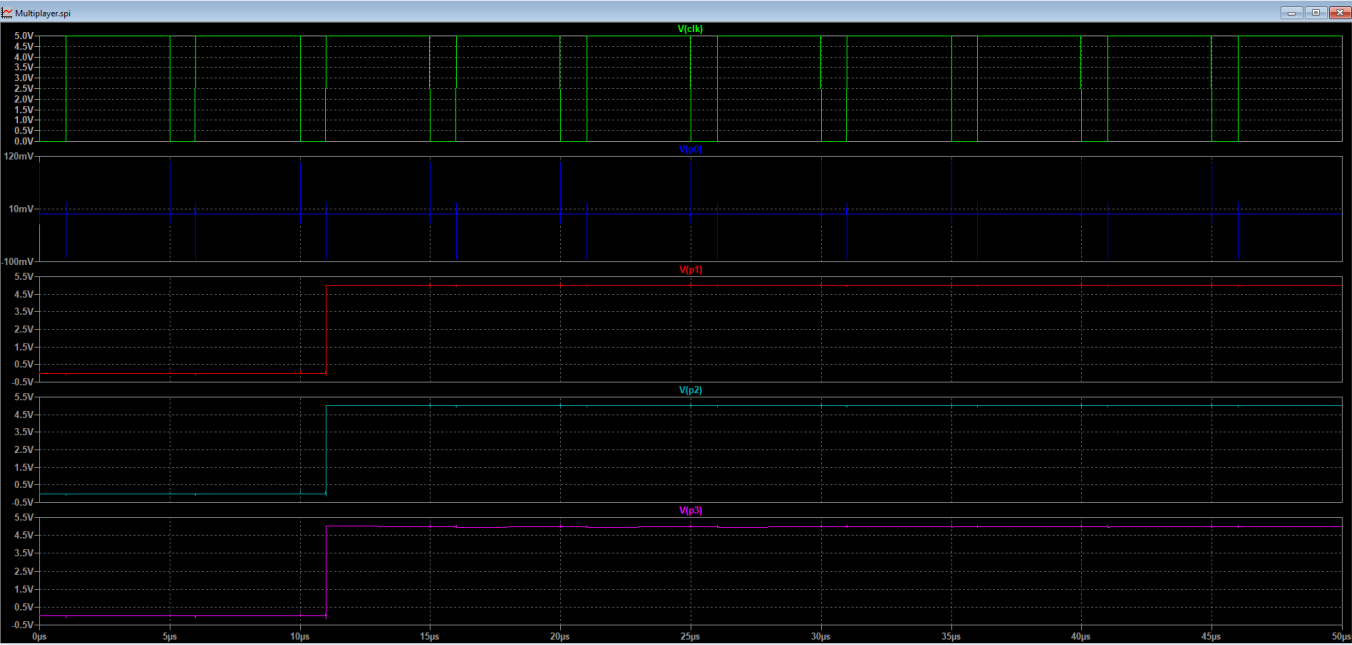 Multiplayer.spi
V(clk)
5.0V
4.5V
4.0V
3.5V
3.0V
2.5V
2.0V
1.5V
1.0V
0.5V
0.0V
V(p0)
120mV
10mV
-100mV
V(p1)
5.5V
4.5V
3.5V
2.5V
1.5V
0.5V
-0.5V
V(p2)
5.5V
4.5V
3.5V
2.5V
1.5V
0.5V
-0.5V
V(p3)
5.5V
4.5V
3.5V
2.5V
1.5V
0.5V
-0.5V
0µs 5µs 10µs 15µs 20µs 25µs 30µs 35µs 40µs 45µs 50µs